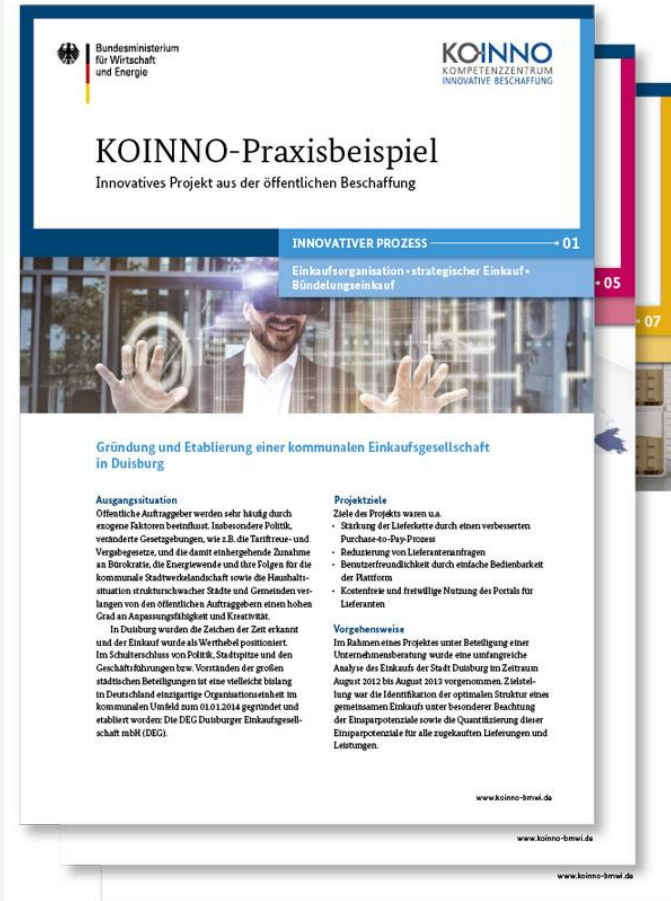 Bundesministerium
für Wirtschaft
und Energie
KOINNO
KOMPETENZZENTRUM
INNOVATIVE BESCHAFFUNG
KOINNO-Praxisbeispiel
Innovatives Projekt aus der öffentlichen Beschaffung
INNOVATIVER PROZESS 01
Einkaufsorganisation • strategischer Einkauf •
Bündelungseinkauf
05
07
Gründung und Etablierung einer kommunalen Einkaufsgesellschaft
in Duisburg
Ausgangssituation
Öffentliche Auftraggeber werden sehr häufig durch
exogene Faktoren beeinflusst. Insbesondere Politik,
veränderte Gesetzgebungen, wie z.B. die Tariftreue- und
Vergabegesetze, und die damit einhergehende Zunahme
an Bürokratie, die Energiewende und ihre Folgen für die
kommunale Stadtwerkelandschaft sowie die Haushalts-
situation strukturschwacher Städte und Gemeinden ver-
langen von den öffentlichen Auftraggebern einen hohen
Grad an Anpassungsfähigkeit und Kreativität.
In Duisburg wurden die Zeichen der Zeit erkannt
und der Einkauf wurde als Werthebel positioniert.
Im Schulterschluss von Politik, Stadtspitze und den
Geschäftsführungen bzw. Vorständen der großen
städtischen Beteiligungen ist eine vielleicht bislang
in Deutschland einzigartige Organisationseinheit im
kommunalen Umfeld zum 01.01.2014 gegründet und
etabliert worden: Die DEG Duisburger Einkaufsgesell-
schaft mbH (DEG).
Projektziele
Ziele des Projekts waren u.a.
• Stärkung der Lieferkette durch einen verbesserten
Purchase-to-Pay-Prozess
• Reduzierung von Lieferantenanfragen
• Benutzerfreundlichkeit durch einfache Bedienbarkeit
der Plattform
• Kostenfreie und freiwillige Nutzung des Portals für
Lieferanten
Vorgehensweise
Im Rahmen eines Projektes unter Beteiligung einer
Unternehmensberatung wurde eine umfangreiche
Analyse des Einkaufs der Stadt Duisburg im Zeitraum
August 2012 bis August 2013 vorgenommen. Zielstel-
lung war die Identifikation der optimalen Struktur eines
gemeinsamen Einkaufs unter besonderer Beachtung
der Einsparpotenziale sowie die Quantifizierung dieser
Einsparpotenziale für alle zugekauften Lieferungen und
Leistungen.
www.koinno-bmwi.de
www.koinno-bmwi.de
www.koinno-bmwi.de